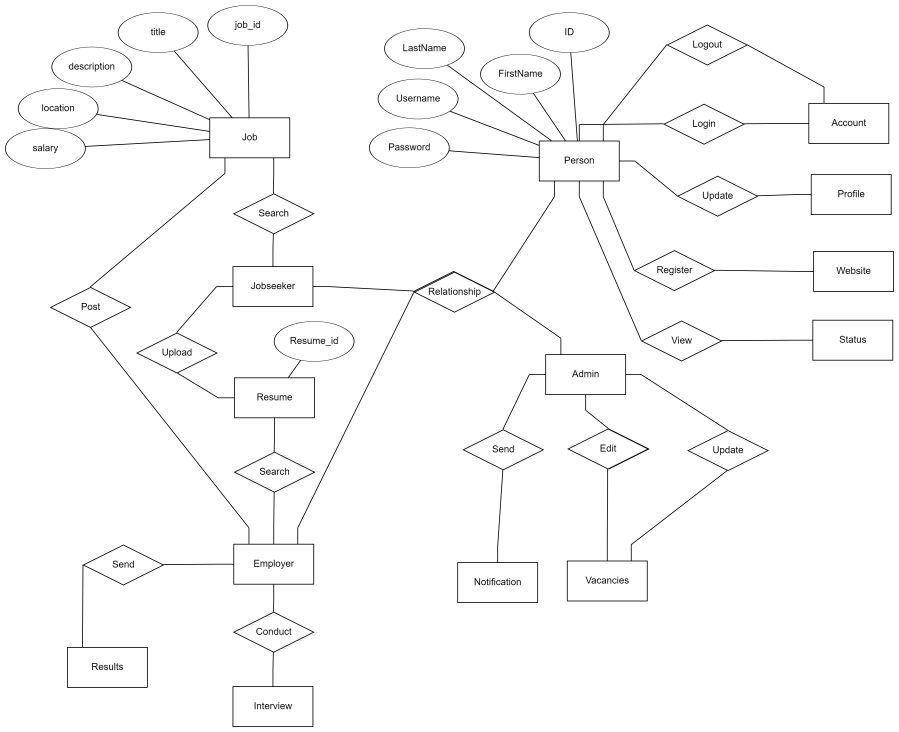 job_id
title
ID
LastName
Logout
description
FirstName
Username
location
Account
Job
Login
salary
Password
Person
Update
Profile
Search
Register
Website
Jobseeker
Relationship
Post
Resume_id
View
Status
Upload
Admin
Resume
Send
Edit
Update
Search
Send
Employer
Notification
Vacancies
Conduct
Results
Interview